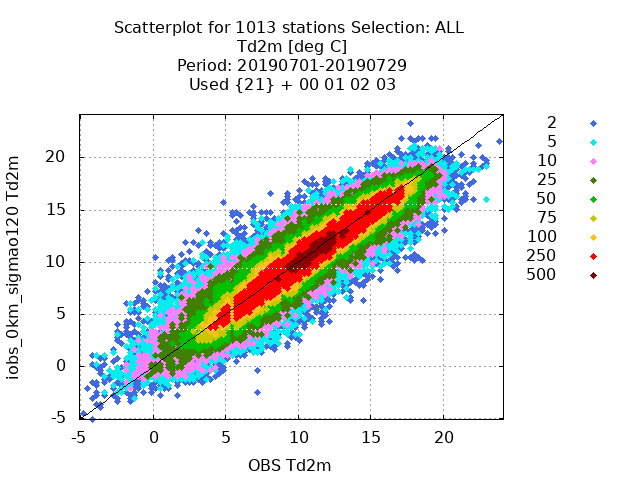 Scatterplot for 1013 stations Selection: ALL
Td2m [deg C]
Period: 20190701-20190729
Used {21} + 00 01 02 03
iobs_0km_sigmao120 Td2m
20
15
10
5
0
-5
-5 0 5 10 15 20
OBS Td2m
2
5
10
25
50
75
100
250
500